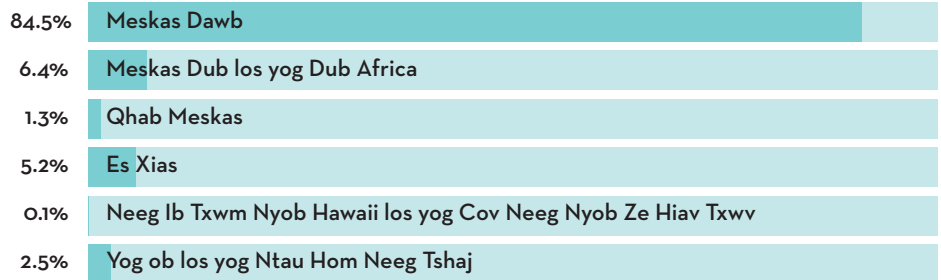 84.5% Meskas Dawb
6.4% Meskas Dub los yog Dub Africa
1.3% Qhab Meskas
5.2% Es Xias
0.1% Neeg Ib Txwm Nyob Hawaii los yog Cov Neeg Nyob Ze Hiav Txwv
2.5% Yog ob los yog Ntau Hom Neeg Tshaj